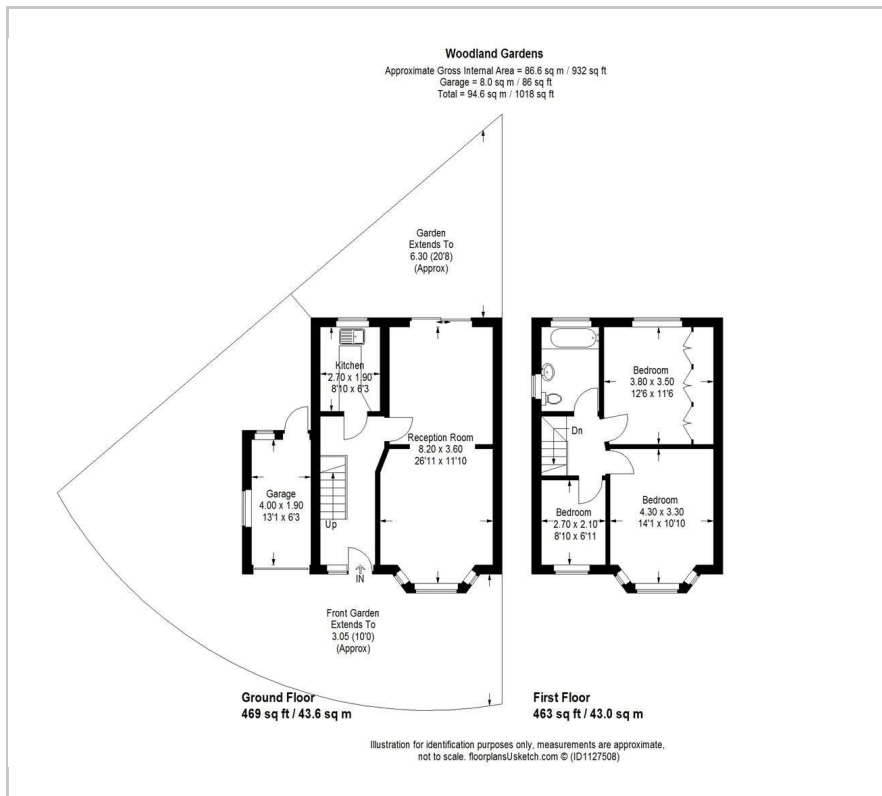 Woodland Gardens
Approximate Gross Internal Area = 86.6 sq m / 932 sq ft
Garage = 8.0 sq m / 86 sq ft
Total = 94.6 sq m / 1018 sq ft
Garden
Extends To
6.30 (20'8)
(Approx)
Kitchen
2.70 x 1.90
8'10 x 6'3
Reception Room
8.20 x 3.60
26'11 x 11'10
Garage
4.00 x 1.90
13'1 x 6'3
Up
IN
Front Garden
Extends To
3.05 (10'0)
(Approx)
Ground Floor
469 sq ft / 43.6 sq m
Bedroom
3.80 x 3.50
12'6 x 11'6
Dn
Bedroom
2.70 x 2.10
8'10 x 6'11
Bedroom
4.30 x 3.30
14'1 x 10'10
First Floor
463 sq ft / 43.0 sq m
Illustration for identification purposes only, measurements are approximate,
not to scale. floorplansUsketch.com © (ID1127508)